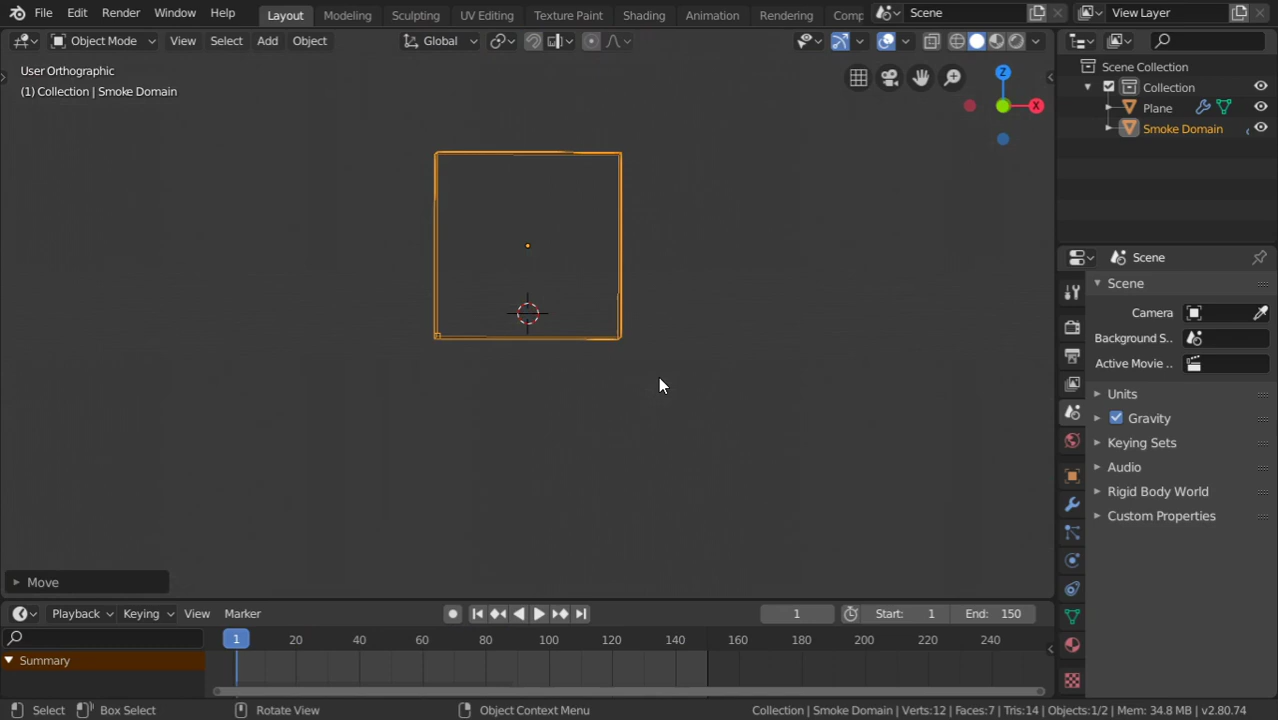 File Edit Render Window Help Layout Modeling Sculpting UV Editing Texture Paint Shading Animation Rendering Comp Scene View Layer
Object Mode View Select Add Object Global
User Orthographic
(1) Collection | Smoke Domain
Z
X
Scene Collection
Collection
Plane
Smoke Domain
Scene
Scene
Camera
Background S..
Active Movie ..
Units
Gravity
Keying Sets
Audio
Rigid Body World
Custom Properties
Move
Playback Keying View Marker 1 Start: 1 End: 150
1 20 40 60 80 100 120 140 160 180 200 220 240
Summary
Select Box Select Rotate View Object Context Menu Collection | Smoke Domain | Verts:12 | Faces:7 | Tris:14 | Objects:1/2 | Mem: 34.8 MB | v2.80.74